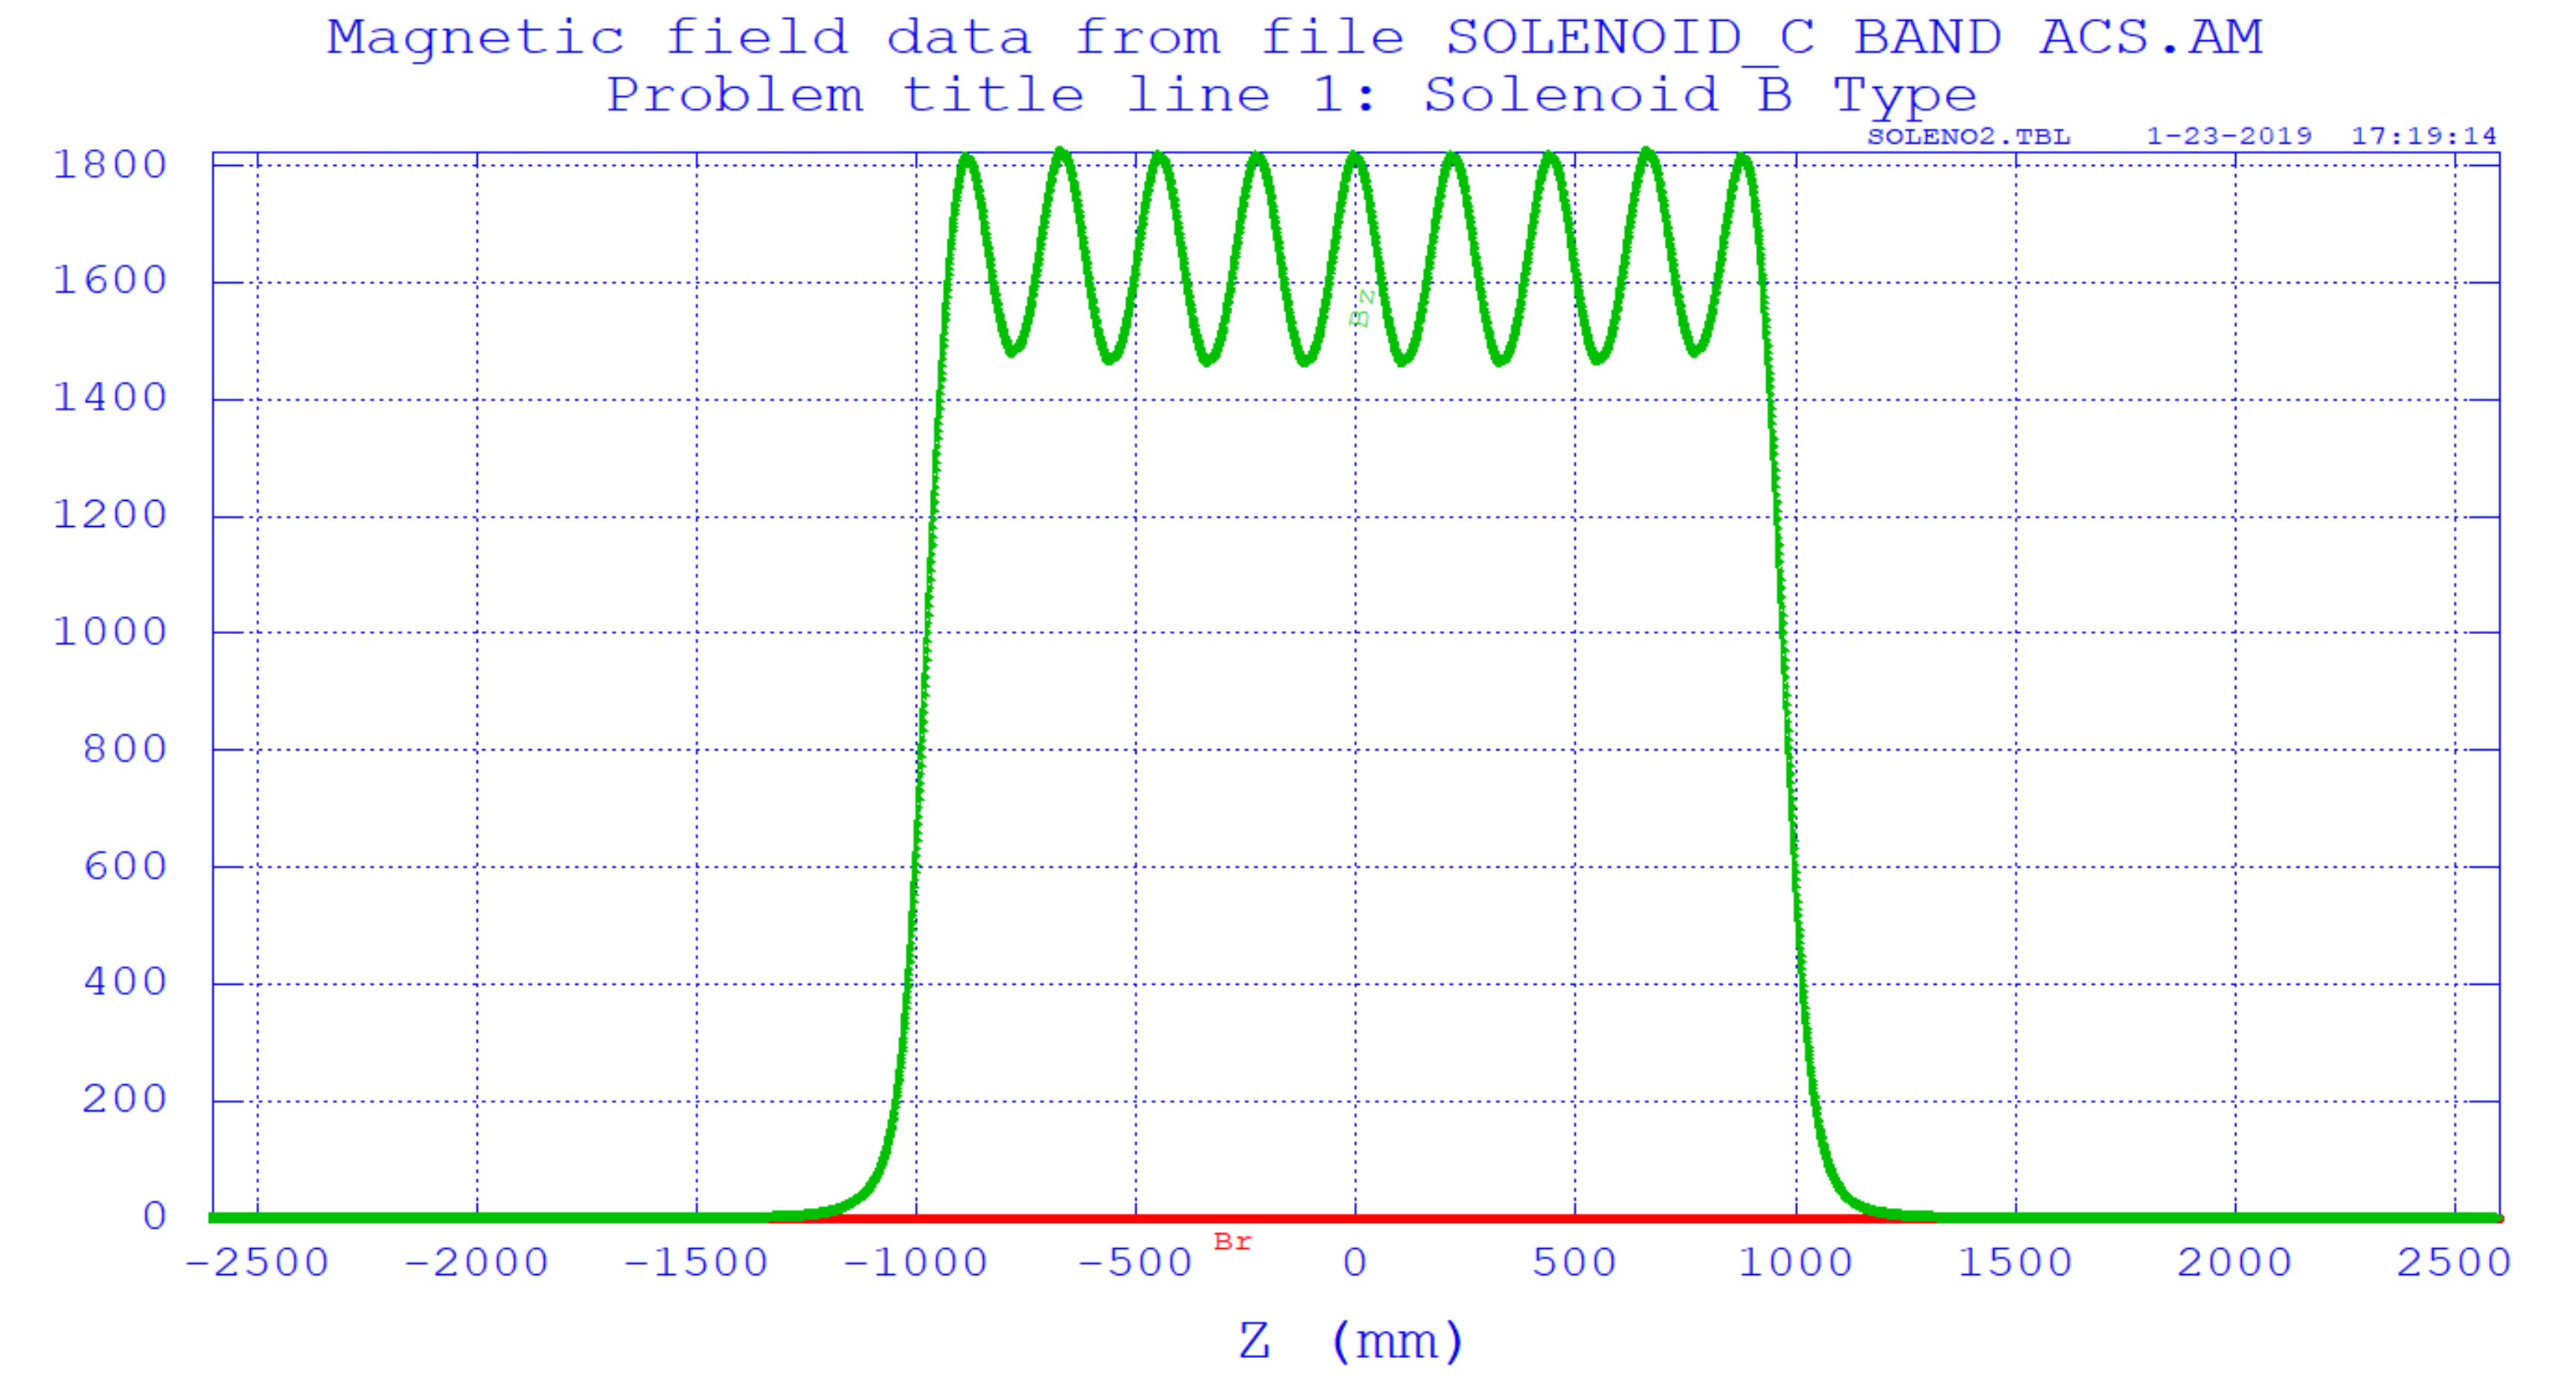 Magnetic field data from file SOLENOID_C BAND ACS.AM
Problem title line 1: Solenoid B Type
SOLENO2.TBL 1-23-2019 17:19:14
1800
1600
1400
1200
1000
800
600
400
200
0
Bz
Br
-2500 -2000 -1500 -1000 -500 0 500 1000 1500 2000 2500
Z (mm)